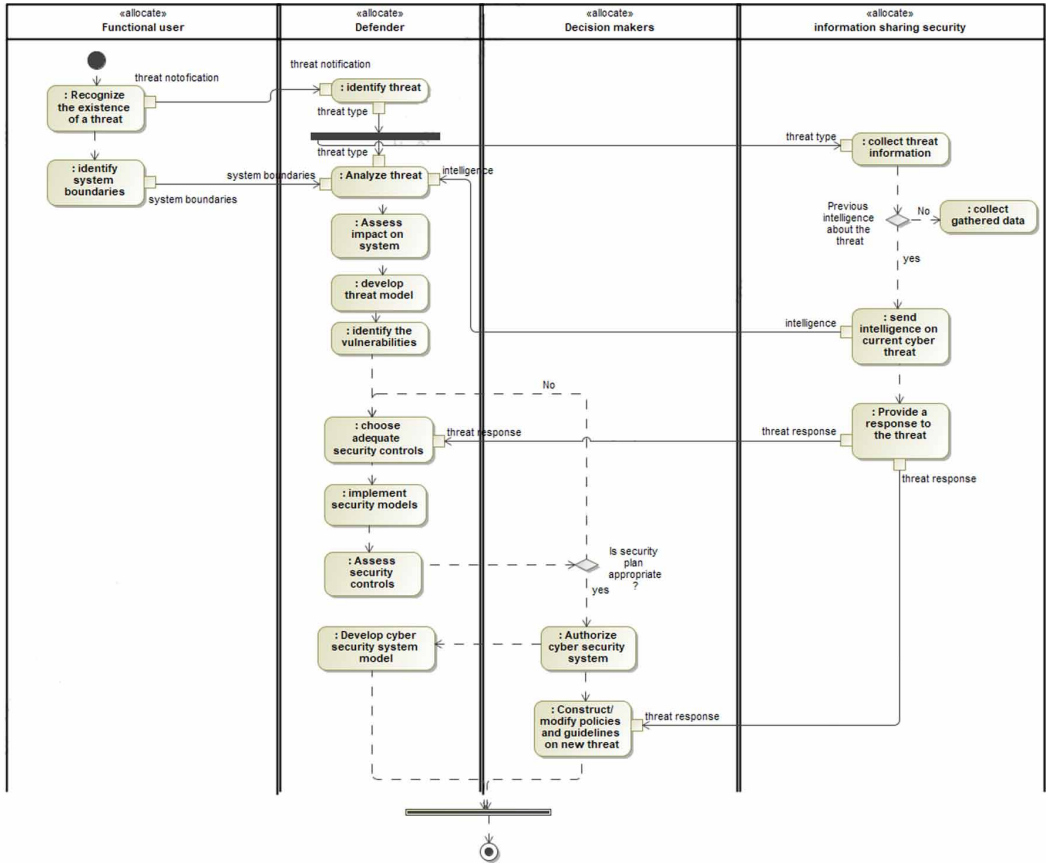 «allocate»
Functional user
«allocate»
Defender
«allocate»
Decision makers
«allocate»
information sharing security
threat notofication
: Recognize
the existence
of a threat
: identify
system
boundaries
system boundaries
threat notification
: identify threat
threat type
threat type
system boundaries
: Analyze threat
intelligence
: Assess
impact on
system
: develop
threat model
: identify the
vulnerabilities
No
: choose
adequate
security controls
threat response
: implement
security models
: Assess
security
controls
Is security
plan
appropriate
?
yes
: Develop cyber
security system
model
: Authorize
cyber security
system
: Construct/
modify policies
and guidelines
on new threat
threat response
threat type
: collect threat
information
Previous
intelligence
about the
threat
No
: collect
gathered data
yes
intelligence
: send
intelligence on
current cyber
threat
threat response
: Provide a
response to
the threat
threat response